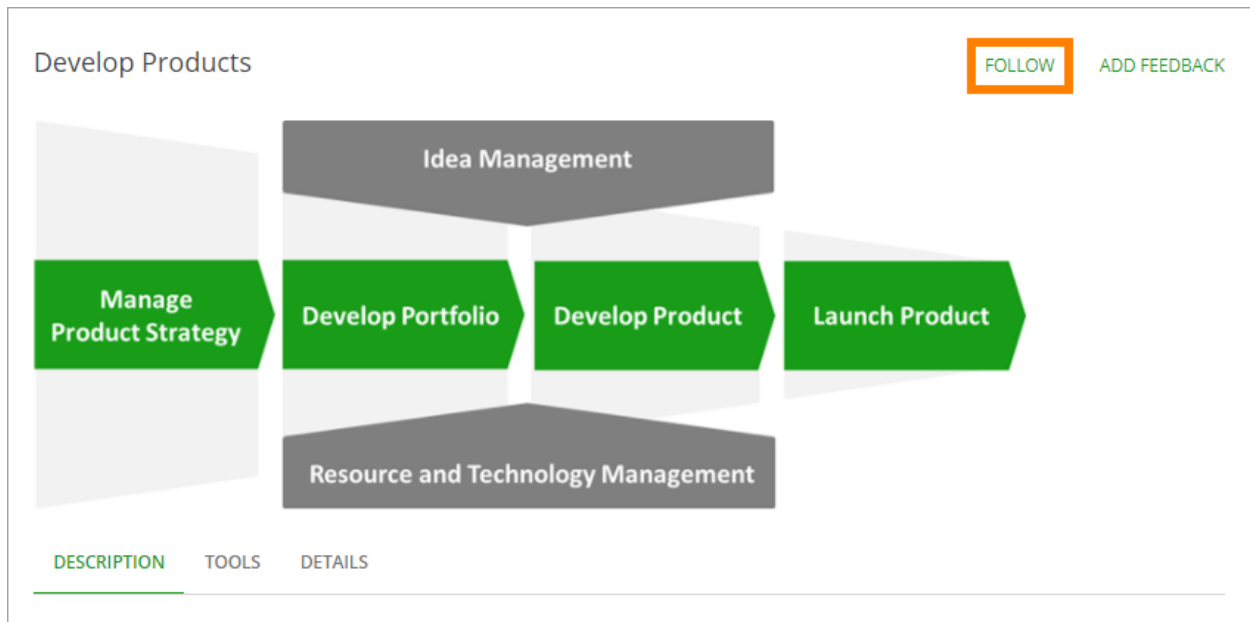 Develop Products
FOLLOW
ADD FEEDBACK
Idea Management
Manage
Product Strategy
Develop Portfolio
Develop Product
Launch Product
Resource and Technology Management
DESCRIPTION
TOOLS
DETAILS